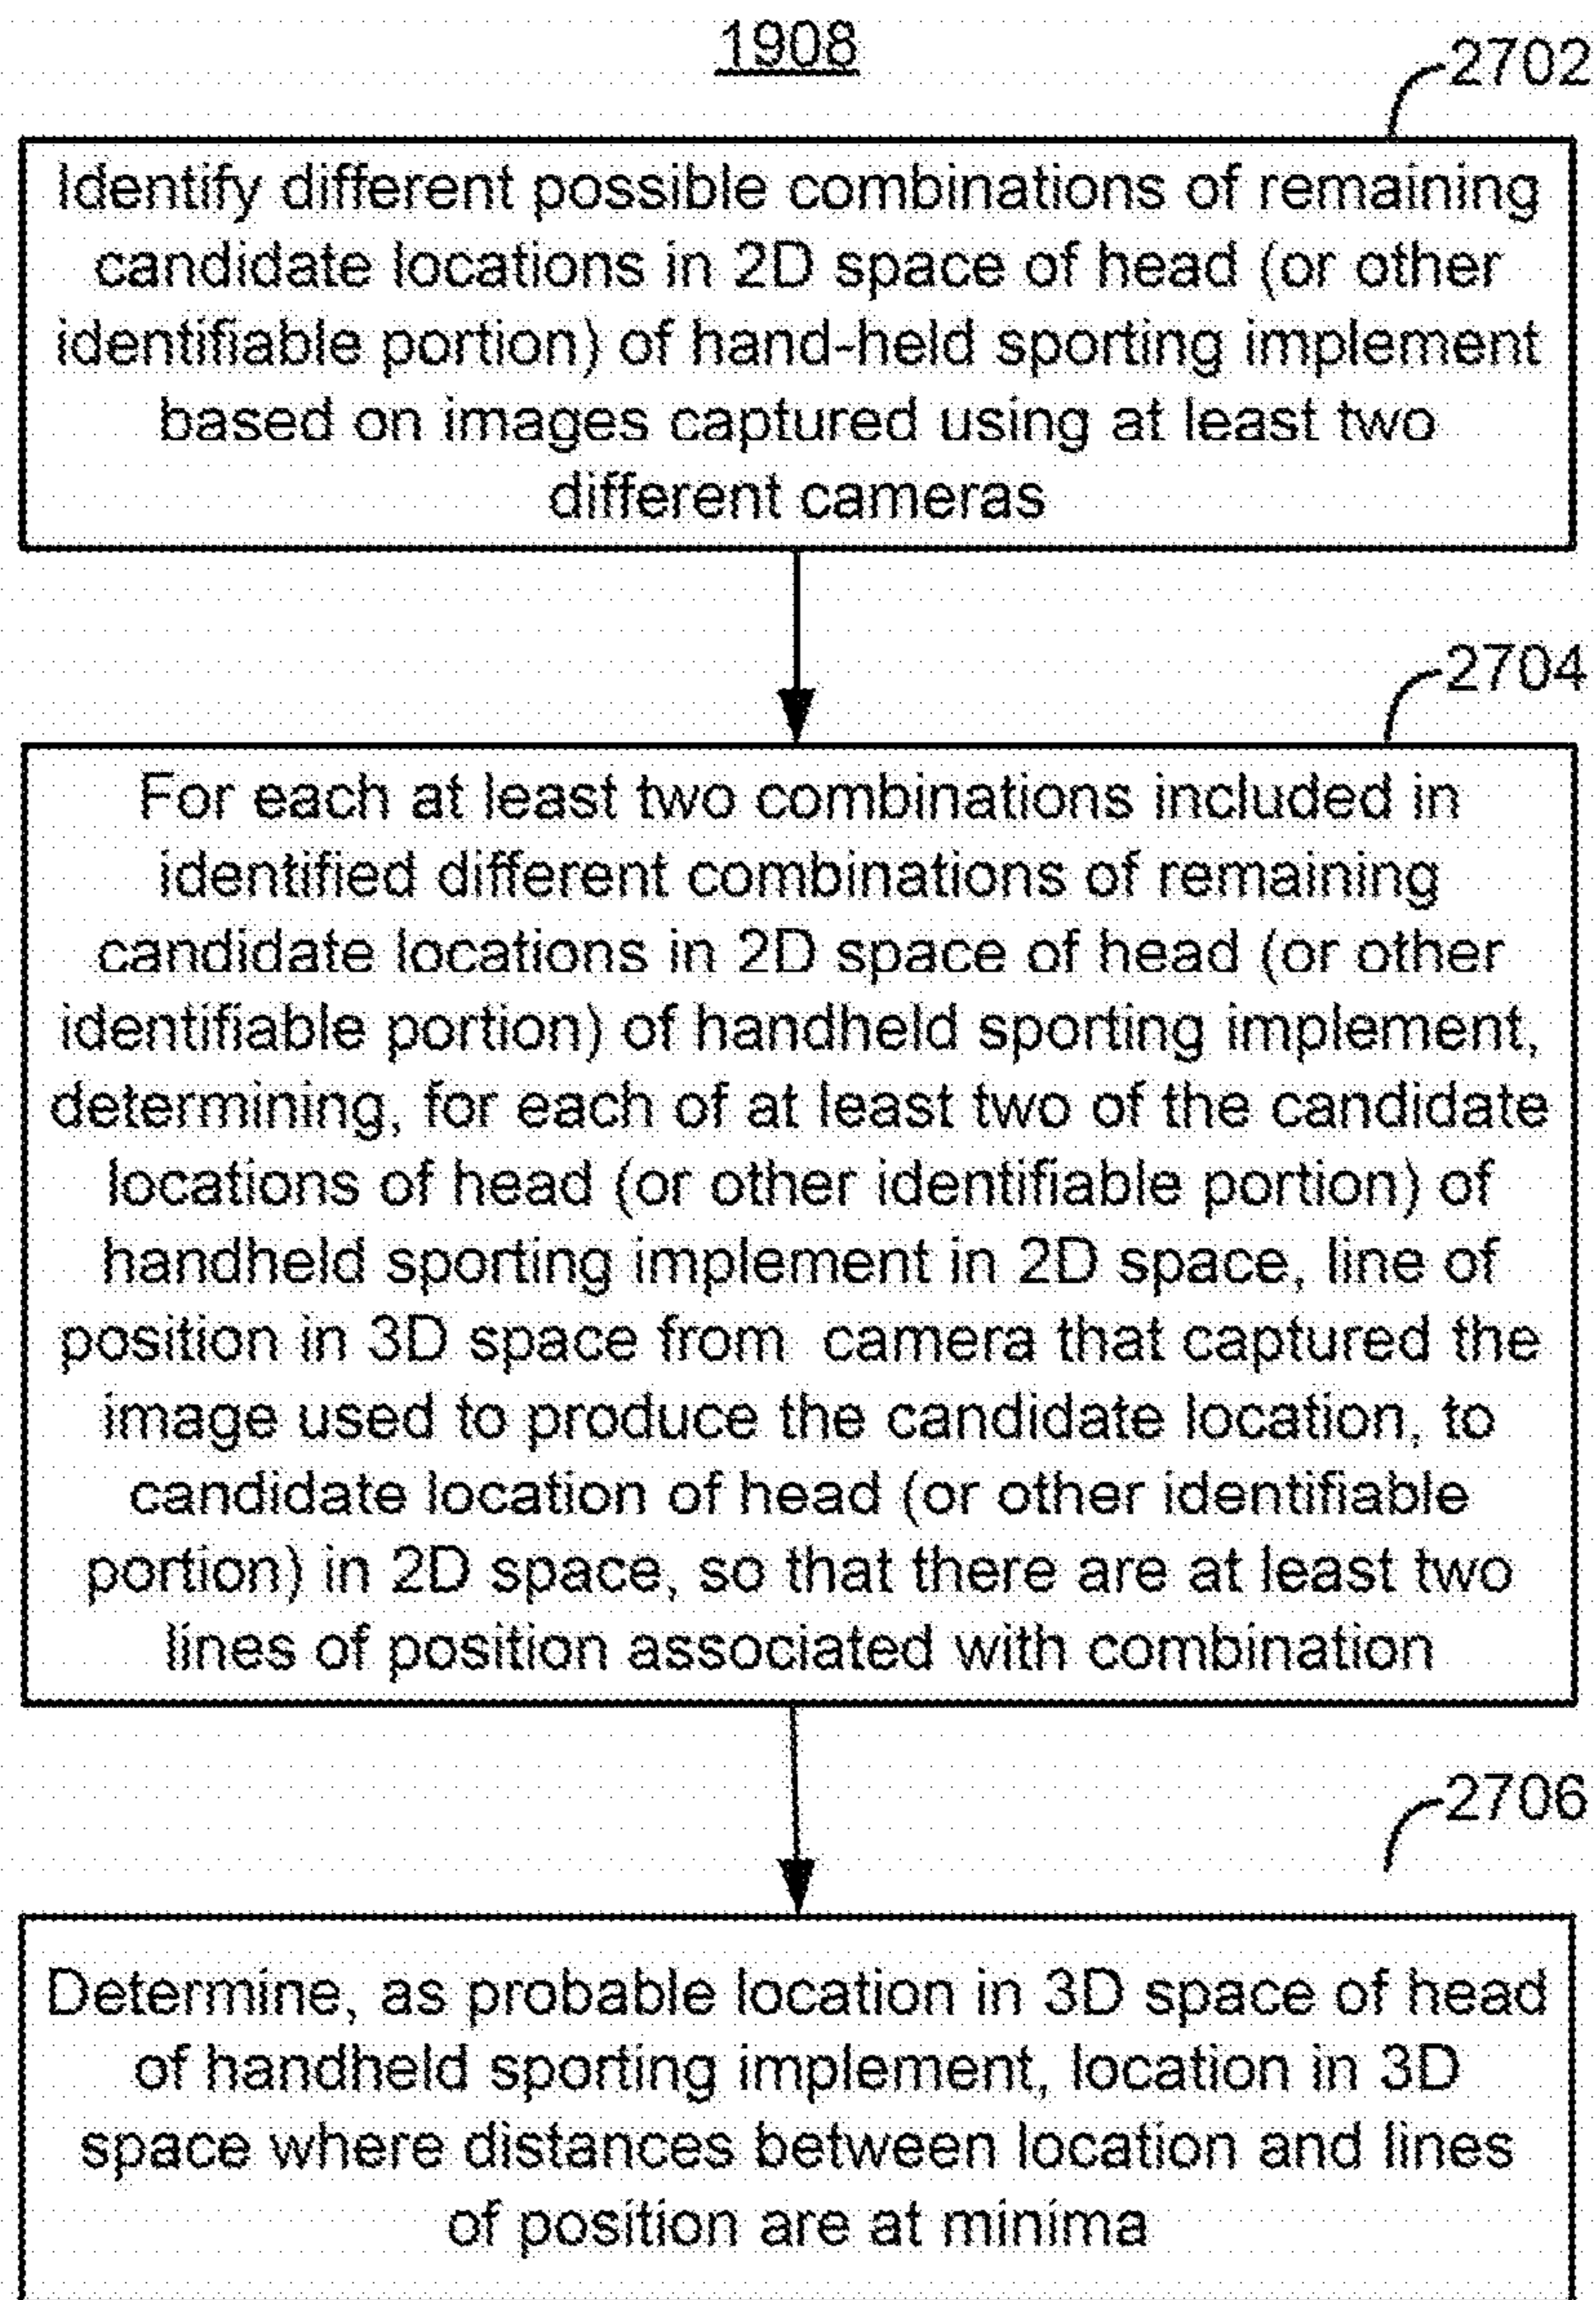 1908
2702
Identify different possible combinations of remaining
candidate locations in 2D space of head (or other
identifiable portion) of hand-held sporting implement
based on images captured using at least two
different cameras
2704
For each at least two combinations included in
identified different combinations of remaining
candidate locations in 2D space of head (or other
identifiable portion) of handheld sporting implement,
determining, for each of at least two of the candidate
locations of head (or other identifiable portion) of
handheld sporting implement in 2D space, line of
position in 3D space from camera that captured the
image used to produce the candidate location, to
candidate location of head (or other identifiable
portion) in 2D space, so that there are at least two
lines of position associated with combination
2706
Determine, as probable location in 3D space of head
of handheld sporting implement, location in 3D
space where distances between location and lines
of position are at minima